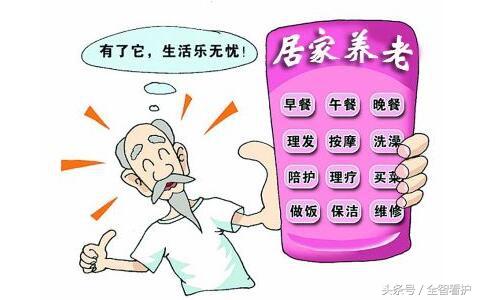 有了它，生活乐无忧！
居家养老
早餐 午餐 晚餐
理发 按摩 洗澡
陪护 理疗 买菜
做饭 保洁 维修
头条号 / 全智看护